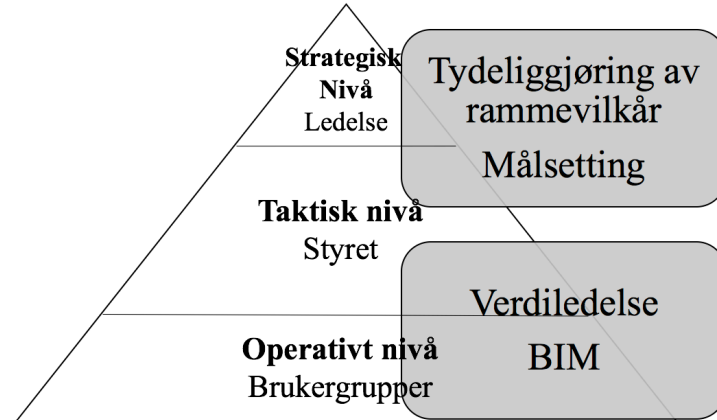 Strategisk
Nivå
Ledelse
Tydeliggjøring av
rammevilkår
Målsetting
Taktisk nivå
Styret
Verdiledelse
BIM
Operativt nivå
Brukergrupper